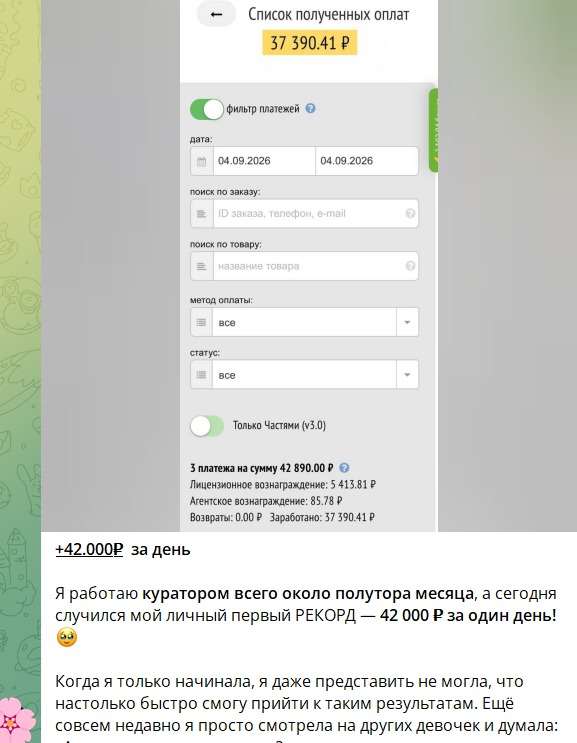 Список полученных оплат
37 390.41 ₽
фильтр платежей
дата:
04.09.2026 04.09.2026
поиск по заказу:
ID заказа, телефон, e-mail
поиск по товару:
название товара
метод оплаты:
все
статус:
все
Только Частями (v3.0)
3 платежа на сумму 42 890.00 ₽
Лицензионное вознаграждение: 5 413.81 ₽
Агентское вознаграждение: 85.78 ₽
Возвраты: 0.00 ₽ Заработано: 37 390.41 ₽
+42.000₽ за день
Я работаю куратором всего около полутора месяца, а сегодня
случился мой личный первый РЕКОРД — 42 000 ₽ за один день!
🥹
Когда я только начинала, я даже представить не могла, что
настолько быстро смогу прийти к таким результатам. Ещё
совсем недавно я просто смотрела на других девочек и думала: